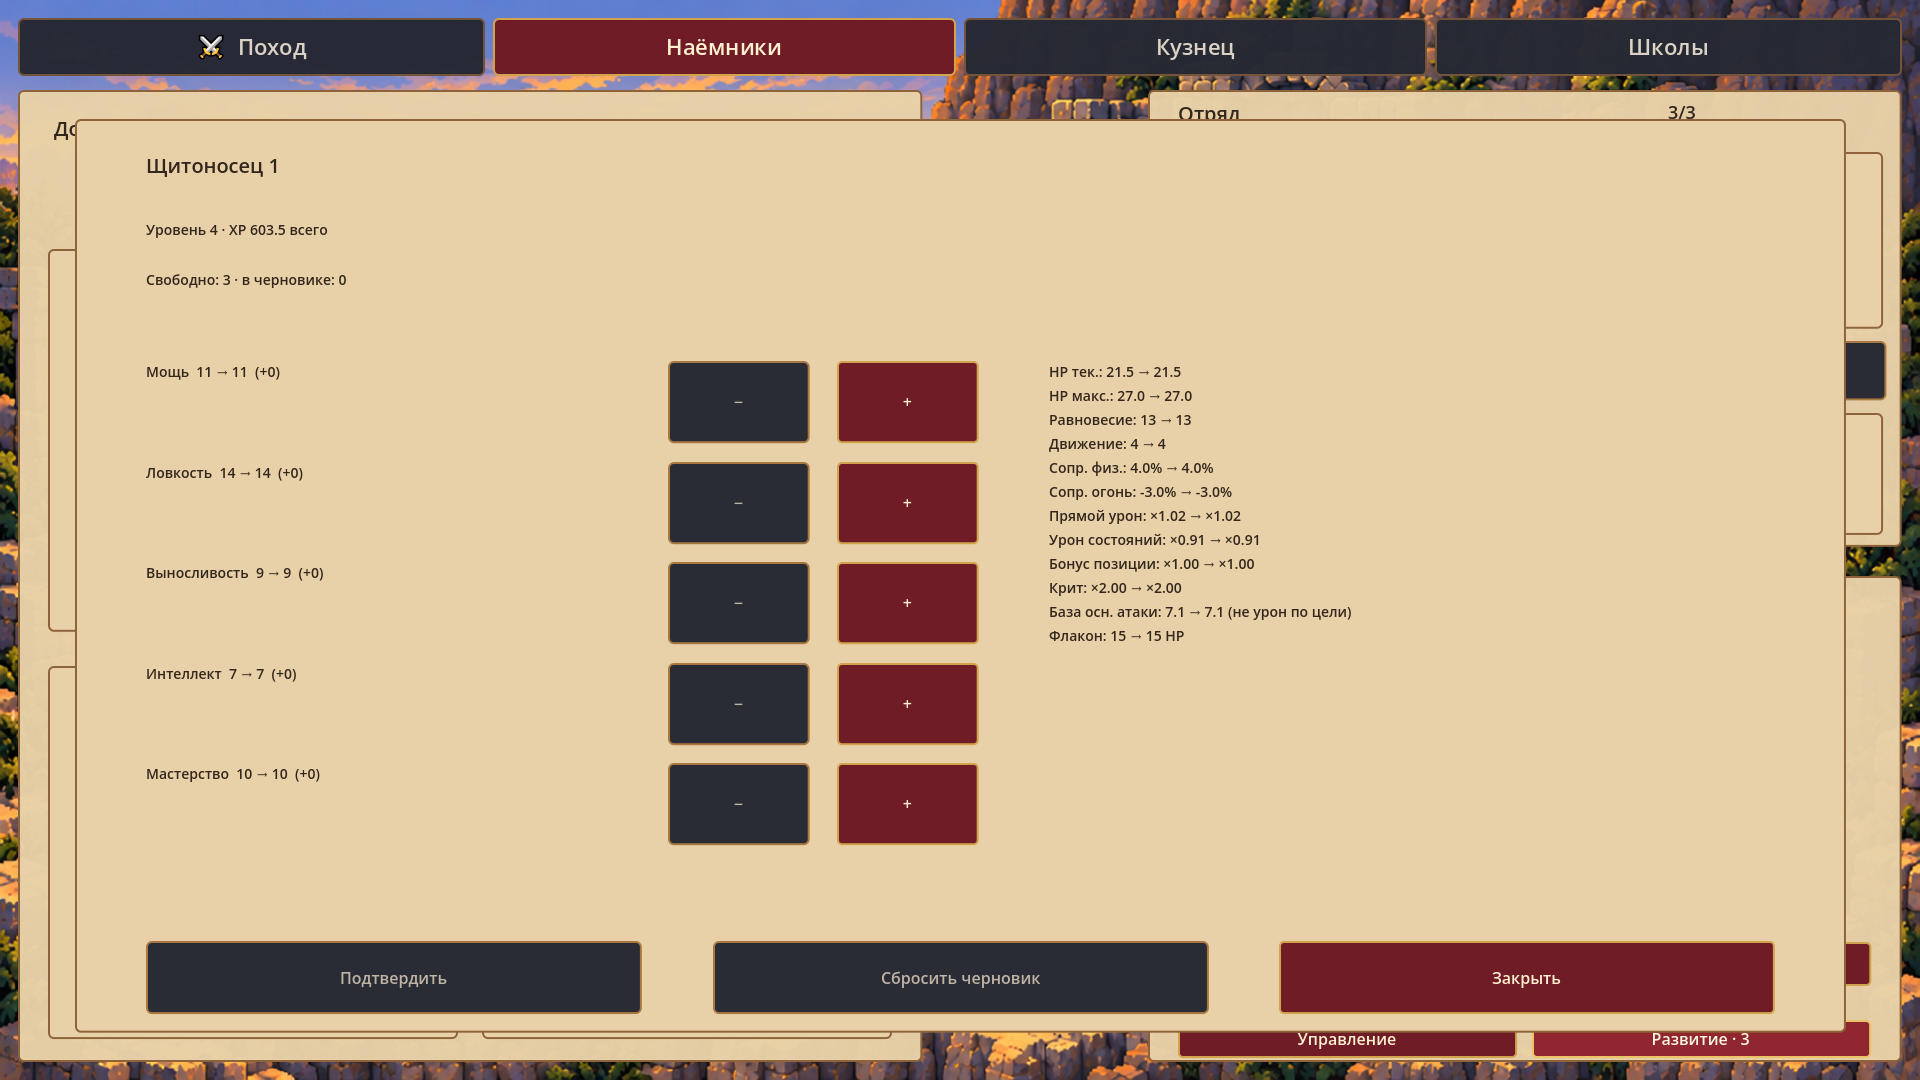 Поход
Наёмники
Кузнец
Школы
Отряд
3/3
Щитоносец 1
Уровень 4 · XP 603.5 всего
Свободно: 3 · в черновике: 0
Мощь 11 → 11 (+0)
−
+
Ловкость 14 → 14 (+0)
−
+
Выносливость 9 → 9 (+0)
−
+
Интеллект 7 → 7 (+0)
−
+
Мастерство 10 → 10 (+0)
−
+
HP тек.: 21.5 → 21.5
HP макс.: 27.0 → 27.0
Равновесие: 13 → 13
Движение: 4 → 4
Сопр. физ.: 4.0% → 4.0%
Сопр. огонь: -3.0% → -3.0%
Прямой урон: ×1.02 → ×1.02
Урон состояний: ×0.91 → ×0.91
Бонус позиции: ×1.00 → ×1.00
Крит: ×2.00 → ×2.00
База осн. атаки: 7.1 → 7.1 (не урон по цели)
Флакон: 15 → 15 HP
Подтвердить
Сбросить черновик
Закрыть
Управление
Развитие · 3